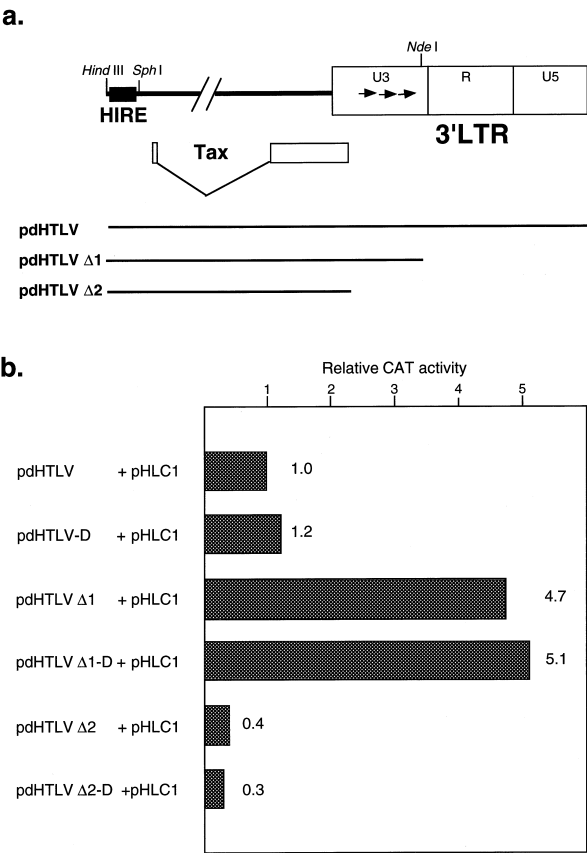 a.
Nde I
Hind III Sph I
U3 R U5
HIRE
3'LTR
Tax
pdHTLV
pdHTLV Δ1
pdHTLV Δ2
b.
Relative CAT activity
1 2 3 4 5
pdHTLV + pHLC1 1.0
pdHTLV-D + pHLC1 1.2
pdHTLV Δ1 + pHLC1 4.7
pdHTLV Δ1-D + pHLC1 5.1
pdHTLV Δ2 + pHLC1 0.4
pdHTLV Δ2-D +pHLC1 0.3